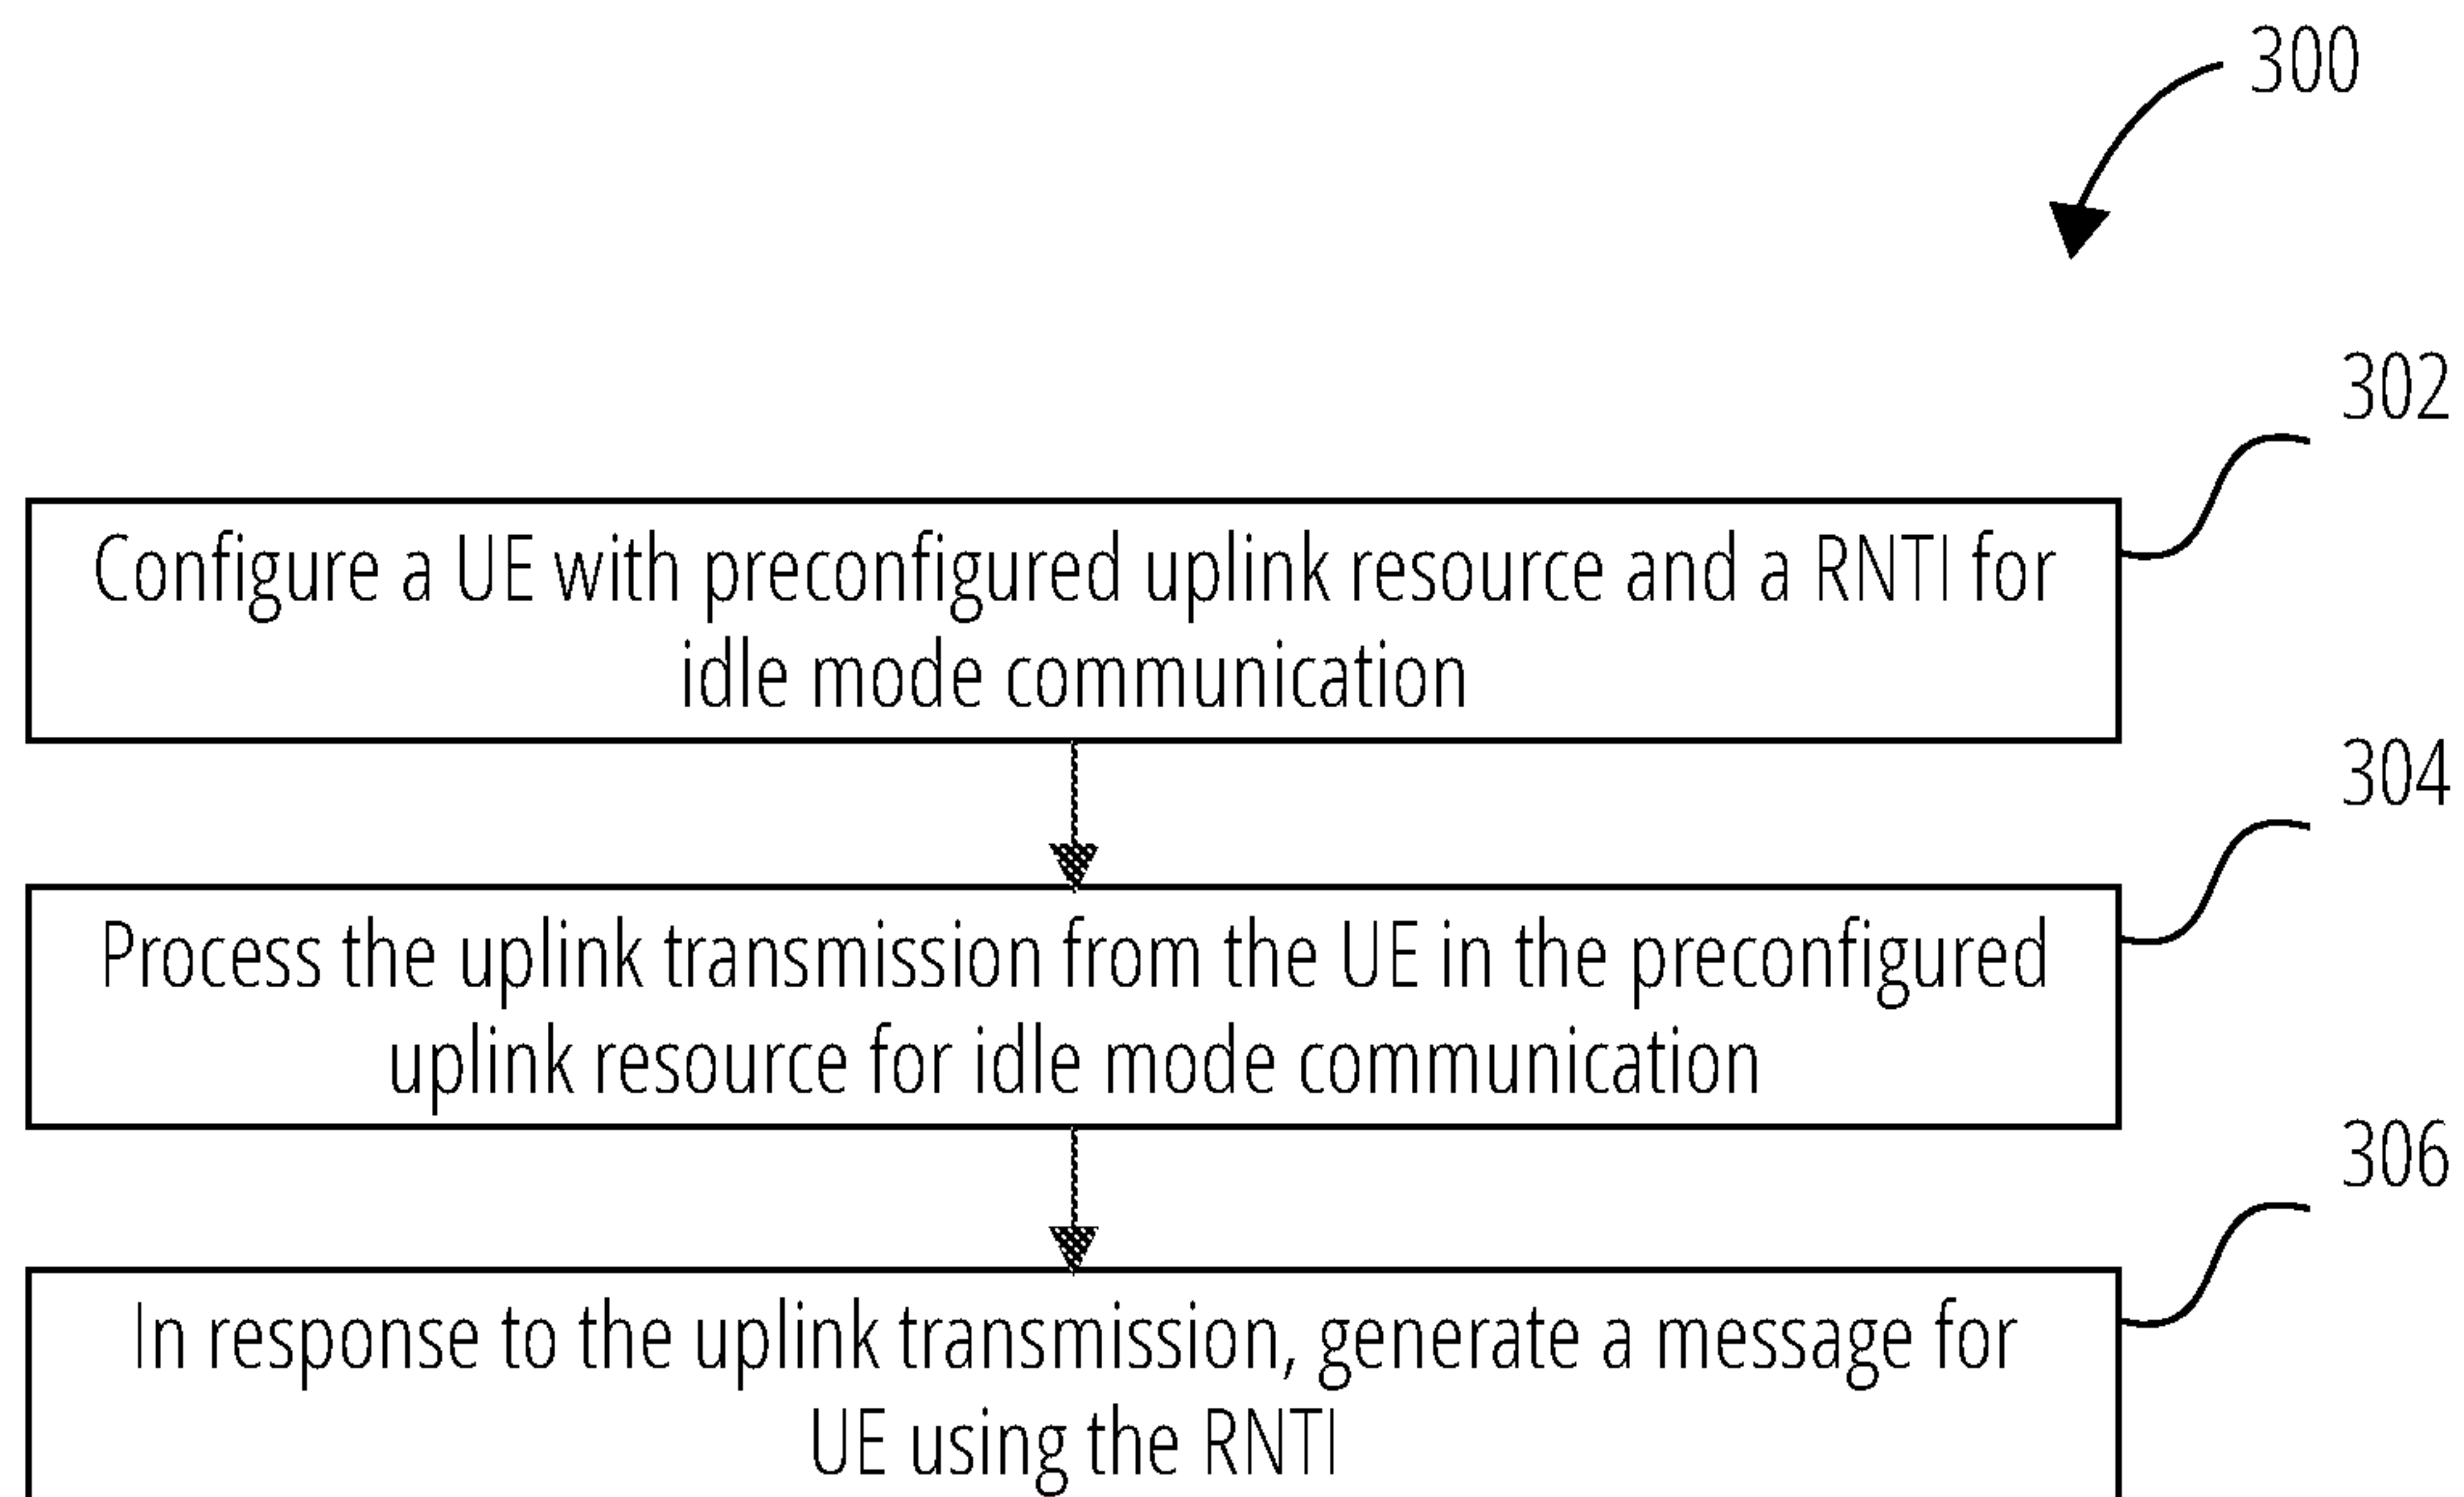 300
302
Configure a UE with preconfigured uplink resource and a RNTI for
idle mode communication
304
Process the uplink transmission from the UE in the preconfigured
uplink resource for idle mode communication
306
In response to the uplink transmission, generate a message for
UE using the RNTI